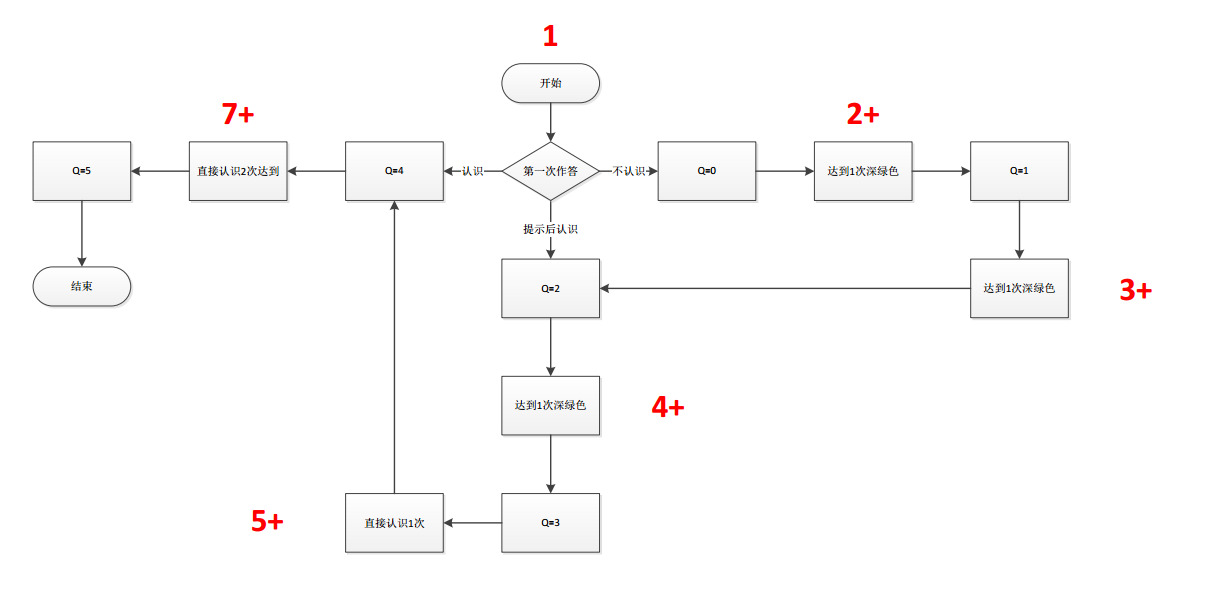 1
开始
7+
2+
Q=5
直接认识2次达到
Q=4
认识
第一次作答
不认识
Q=0
达到1次深绿色
Q=1
提示后认识
结束
Q=2
达到1次深绿色
3+
达到1次深绿色
4+
5+
直接认识1次
Q=3